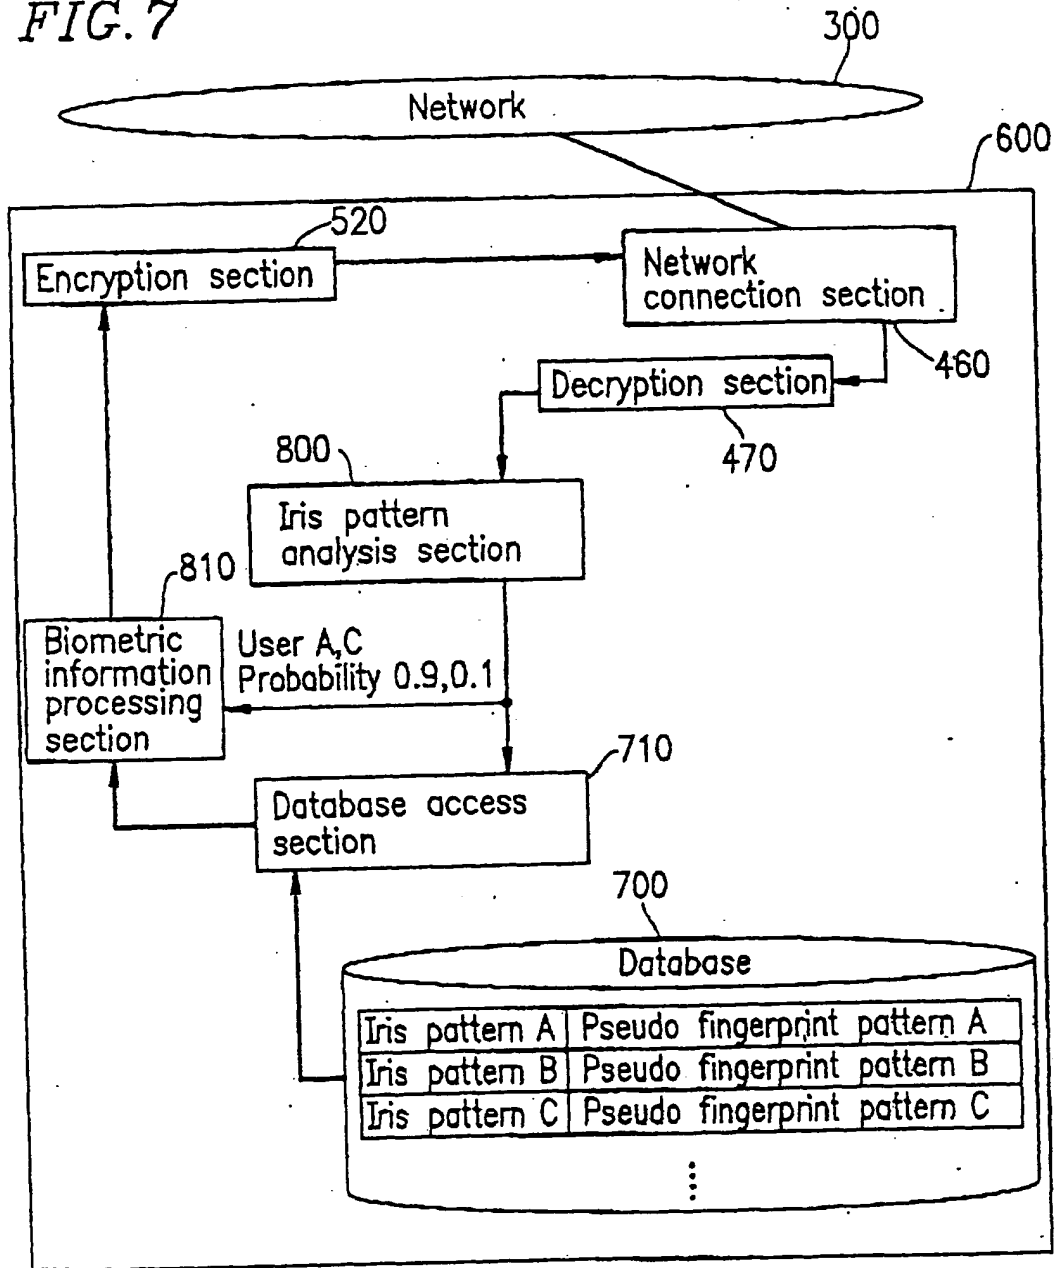 FIG. 7
300
Network
600
520
Encryption section
Network
connection section
460
Decryption section
470
800
Iris pattern
analysis section
810
Biometric
information
processing
section
User A,C
Probability 0.9,0.1
710
Database access
section
700
Database
Iris pattern A Pseudo fingerprint pattern A
Iris pattern B Pseudo fingerprint pattern B
Iris pattern C Pseudo fingerprint pattern C